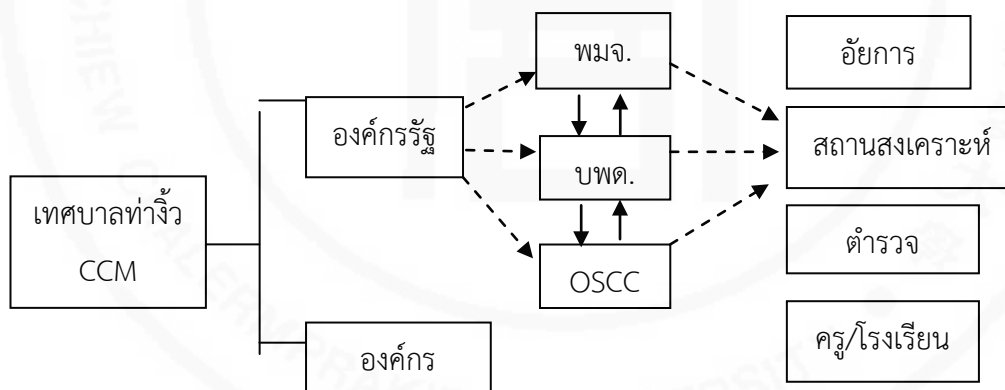 พมจ.
อัยการ
องค์กรรัฐ
สถานสงเคราะห์
บพด.
เทศบาลท่างิ้ว
CCM
ตำรวจ
OSCC
องค์กร
ครู/โรงเรียน